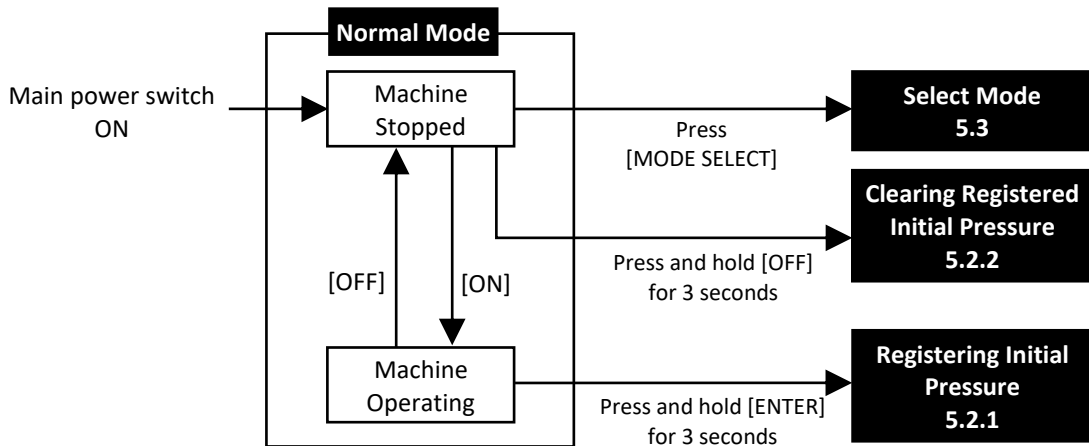 Normal Mode
Main power switch
ON
Machine
Stopped
Press
[MODE SELECT]
Select Mode
5.3
Clearing Registered
Initial Pressure
5.2.2
Press and hold [OFF]
for 3 seconds
[OFF]
[ON]
Machine
Operating
Press and hold [ENTER]
for 3 seconds
Registering Initial
Pressure
5.2.1